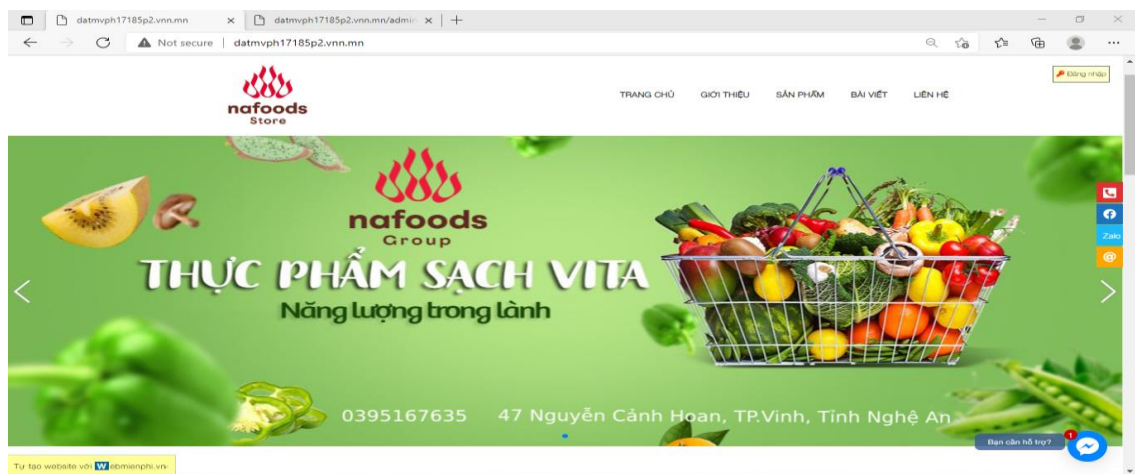 datmvph17185p2.vnn.mn
datmvph17185p2.vnn.mn/admin
Not secure
datmvph17185p2.vnn.mn
Đăng nhập
nafoods
Store
TRANG CHỦ
GIỚI THIỆU
SẢN PHẨM
BÀI VIẾT
LIÊN HỆ
nafoods
Group
THỰC PHẨM SẠCH VITA
Năng lượng trong lành
Zalo
@
0395167635
47 Nguyễn Cảnh Hoan, TP.Vinh, Tỉnh Nghệ An
Bạn cần hỗ trợ?
1
Tự tạo website với Webmienphi.vn